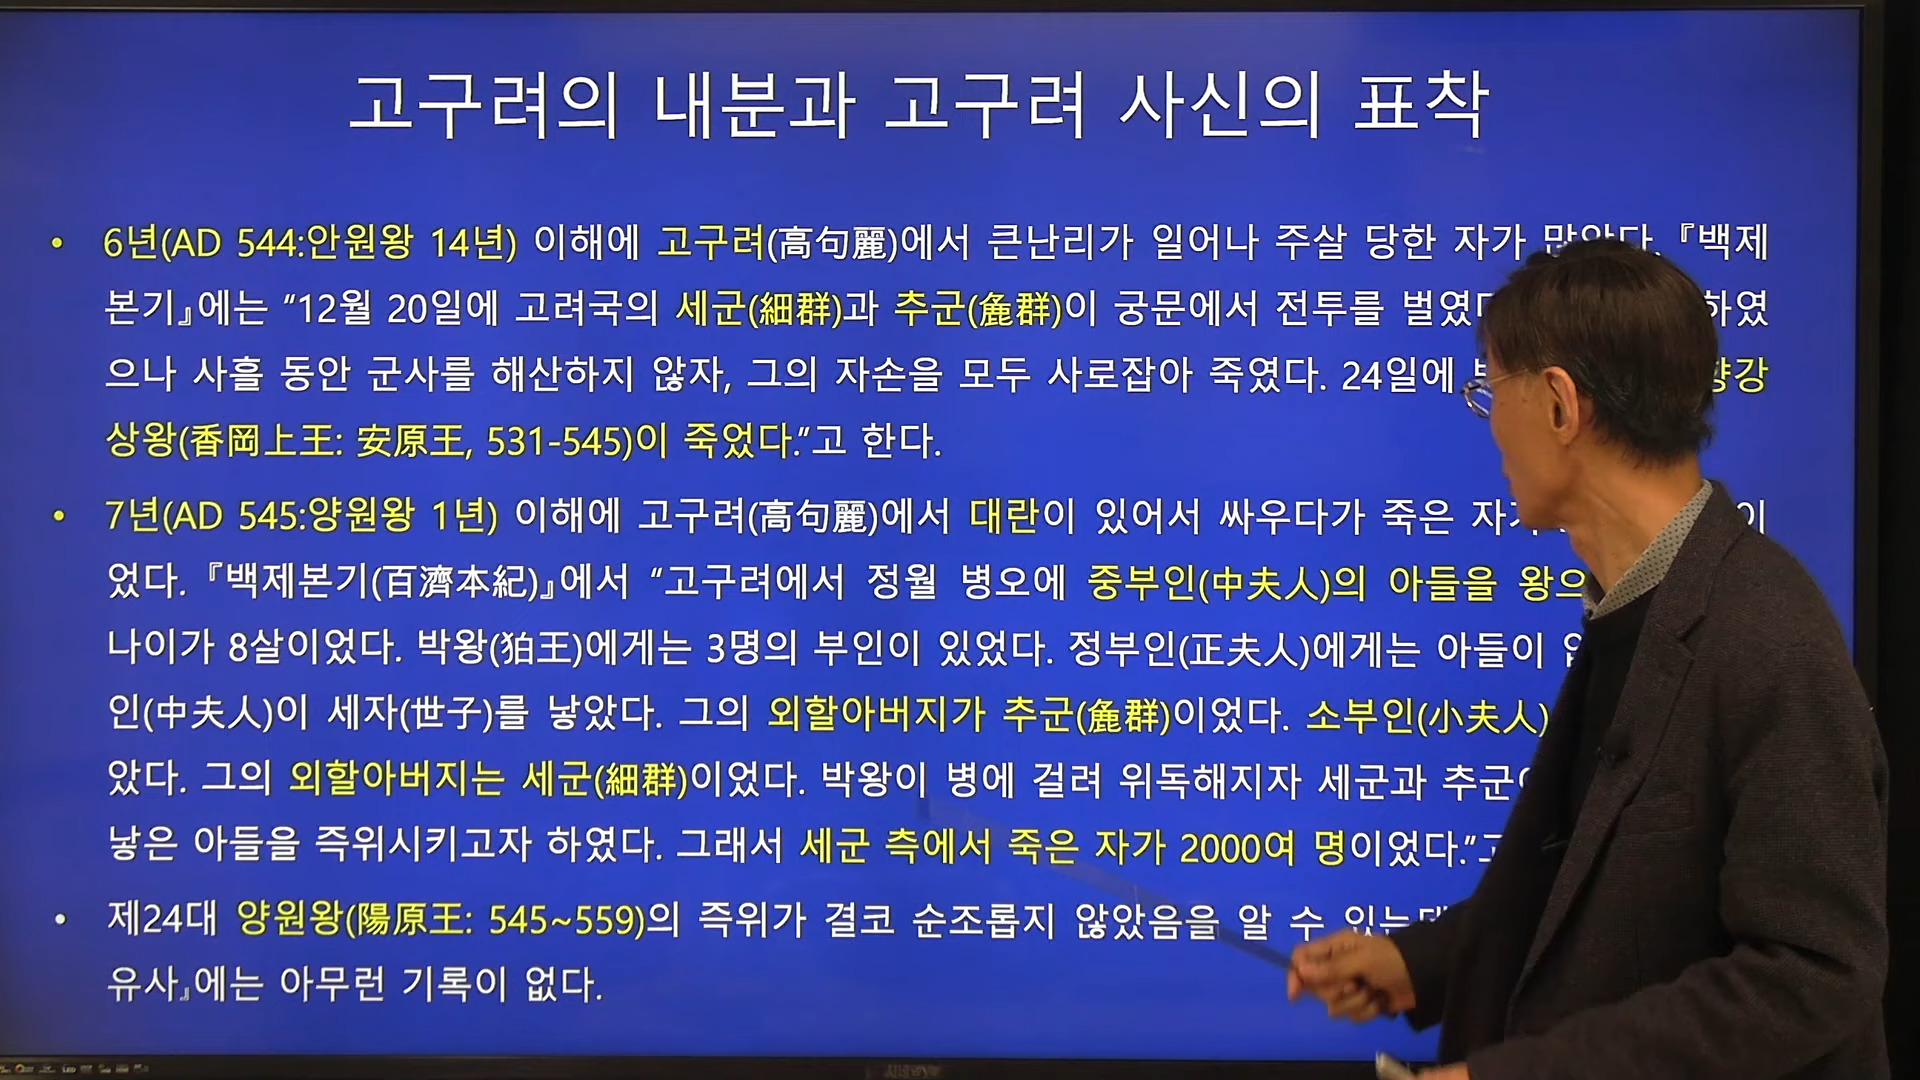 고구려의 내분과 고구려 사신의 표착
• 6년(AD 544:안원왕 14년) 이해에 고구려(高句麗)에서 큰난리가 일어나 주살 당한 자가 많았다. 『백제
본기』에는 “12월 20일에 고려국의 세군(細群)과 추군(麁群)이 궁문에서 전투를 벌였 하였
으나 사흘 동안 군사를 해산하지 않자, 그의 자손을 모두 사로잡아 죽였다. 24일에 향강
상왕(香岡上王: 安原王, 531-545)이 죽었다.”고 한다.
• 7년(AD 545:양원왕 1년) 이해에 고구려(高句麗)에서 대란이 있어서 싸우다가 죽은 이
었다. 『백제본기(百濟本紀)』에서 “고구려에서 정월 병오에 중부인(中夫人)의 아들을 왕으
나이가 8살이었다. 박왕(狛王)에게는 3명의 부인이 있었다. 정부인(正夫人)에게는 아들이
인(中夫人)이 세자(世子)를 낳았다. 그의 외할아버지가 추군(麁群)이었다. 소부인(小夫人)
았다. 그의 외할아버지는 세군(細群)이었다. 박왕이 병에 걸려 위독해지자 세군과 추군
낳은 아들을 즉위시키고자 하였다. 그래서 세군 측에서 죽은 자가 2000여 명이었다.”고
• 제24대 양원왕(陽原王: 545~559)의 즉위가 결코 순조롭지 않았음을 알 수 있는데
유사』에는 아무런 기록이 없다.